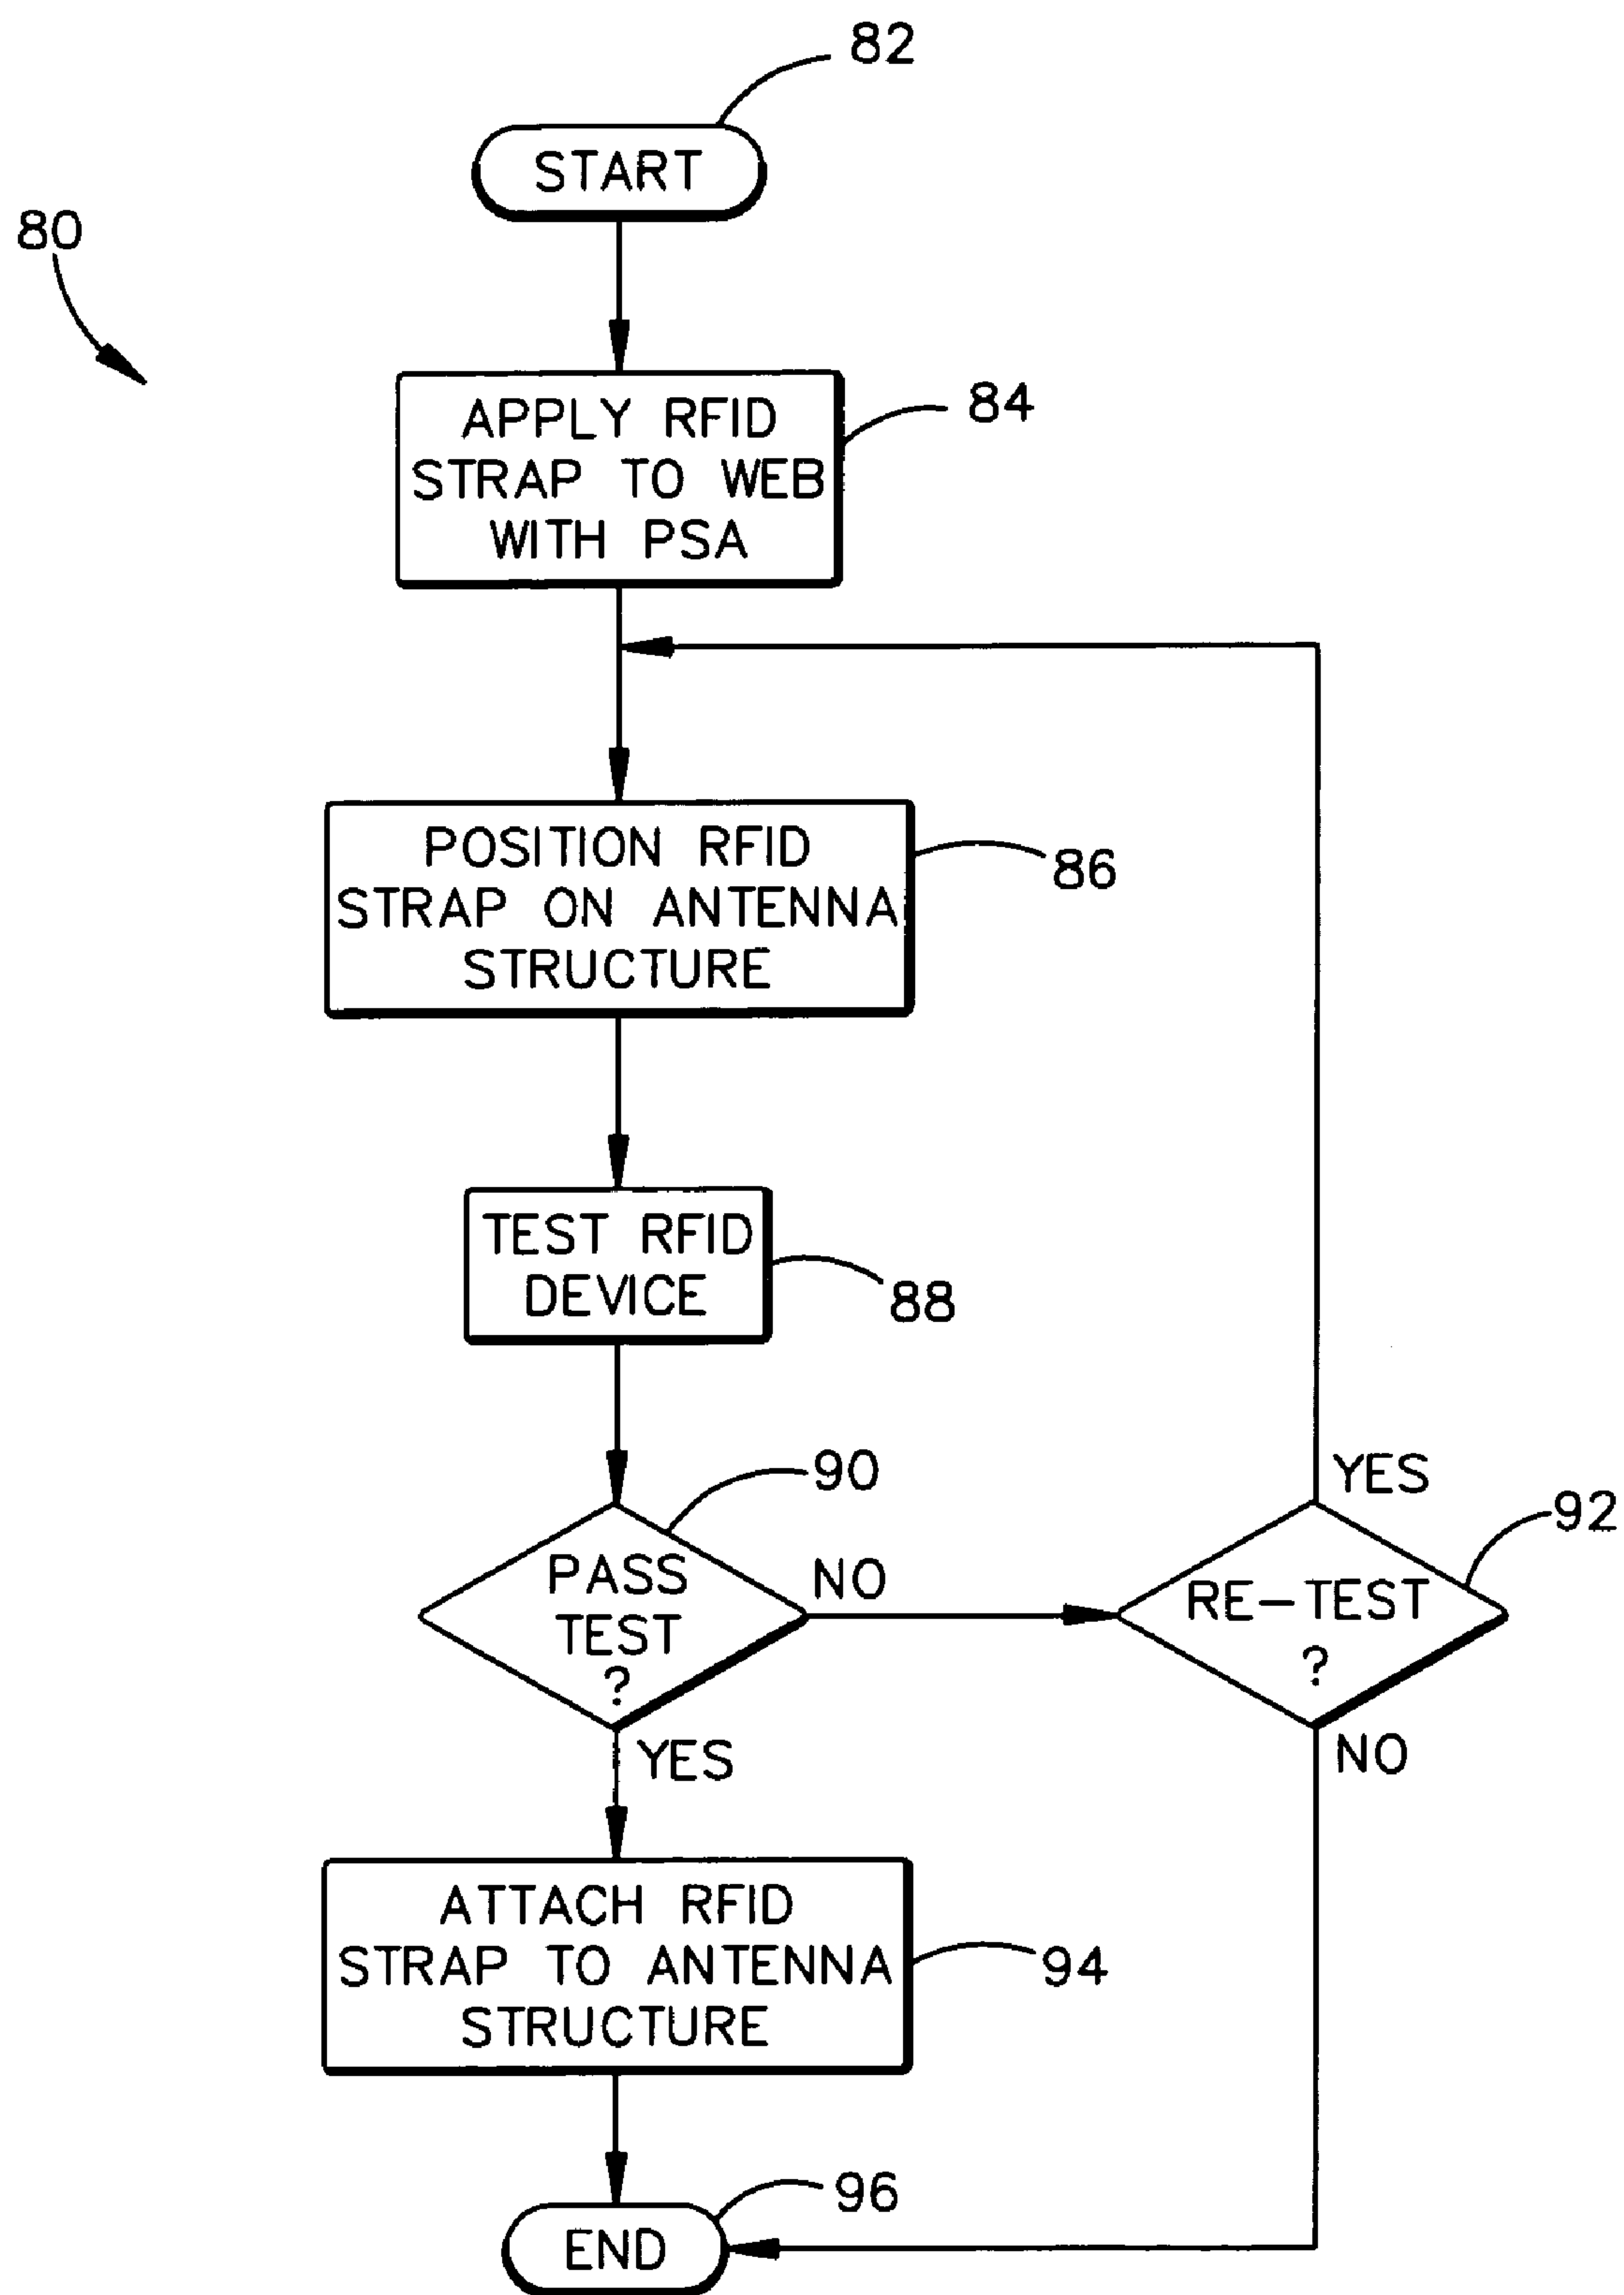 82
START
80
APPLY RFID
STRAP TO WEB
WITH PSA
84
POSITION RFID
STRAP ON ANTENNA
STRUCTURE
86
TEST RFID
DEVICE
88
90
PASS
TEST
?
NO
YES
RE-TEST
?
92
YES
NO
ATTACH RFID
STRAP TO ANTENNA
STRUCTURE
94
96
END